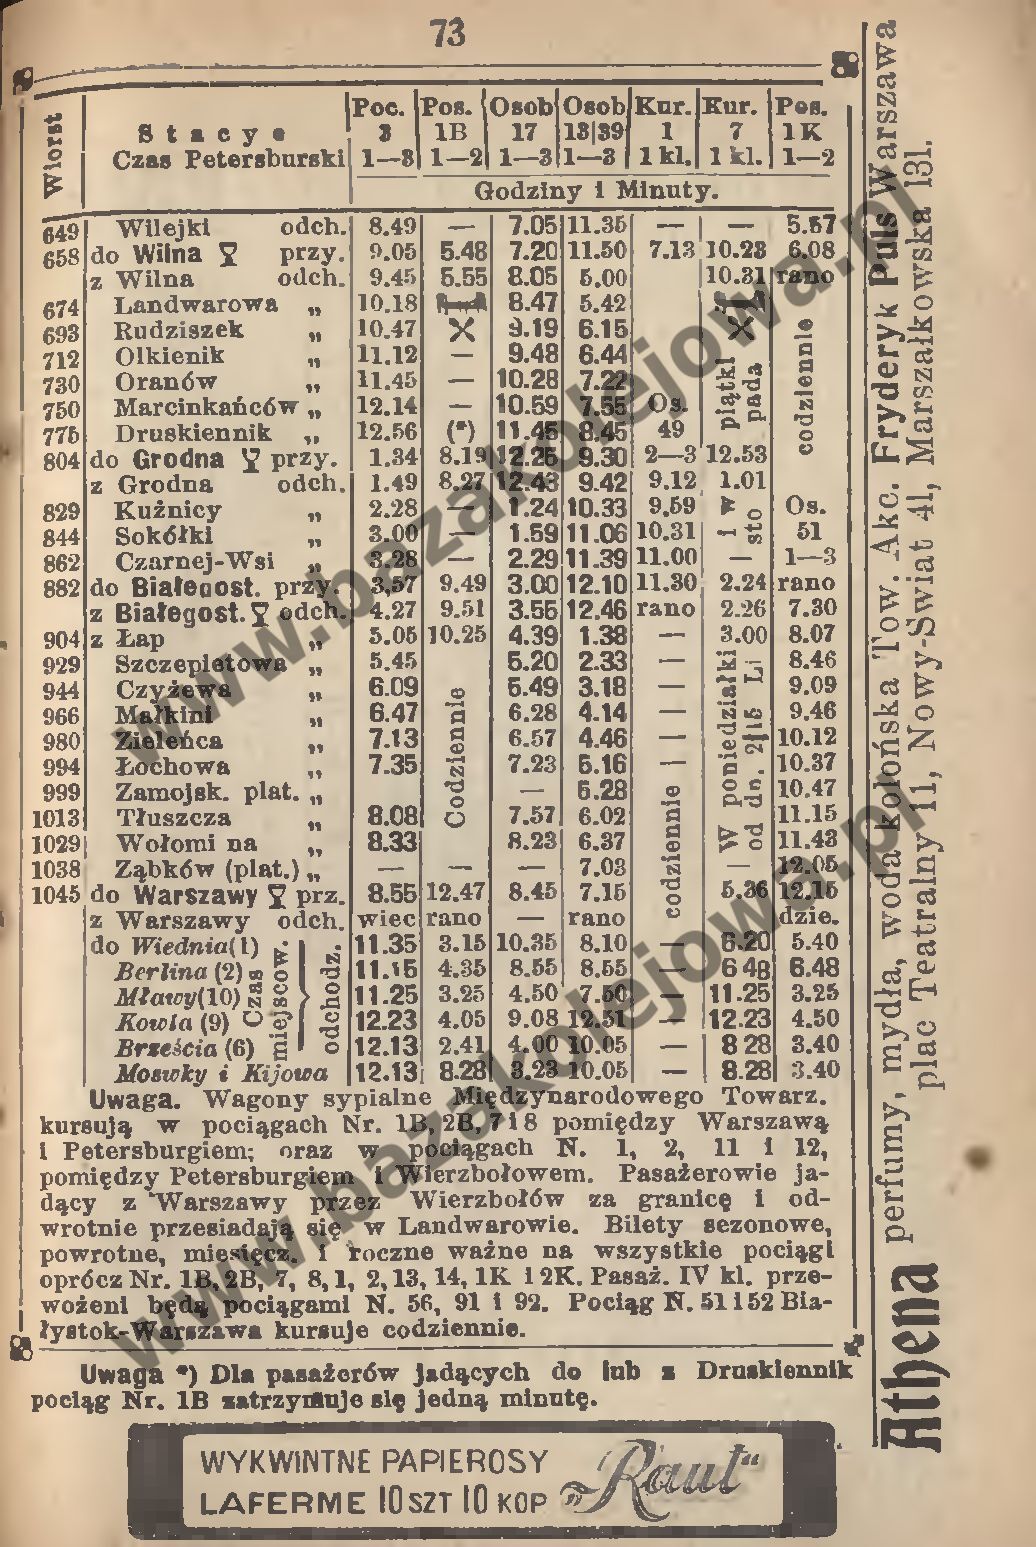 73
Wiorst
Stacye
Czas Petersburski
Poc. 3 1—3
Pos. 1B 1—2
Osob 17 1—3
Osob 13|39 1—3
Kur. 1 1 kl.
Kur. 7 1 kl.
Pos. 1K 1—2
Godziny i Minuty.
649 Wilejki odch. 8.49 — 7.05 11.35 — — 5.57
658 do Wilna przy. 9.05 5.48 7.20 11.50 7.13 10.23 6.08
z Wilna odch. 9.45 5.55 8.05 5.00 10.31 rano
674 Landwarowa „ 10.18 8.47 5.42
693 Rudziszek „ 10.47 9.19 6.15
712 Olkienik „ 11.12 — 9.48 6.44
730 Oranów „ 11.45 — 10.28 7.22
750 Marcinkańców „ 12.14 — 10.59 7.55 Os.
775 Druskiennik „ 12.56 (*) 11.45 8.45 49
804 do Grodna przy. 1.34 8.19 12.25 9.30 2—3 12.53
z Grodna odch. 1.49 8.27 12.43 9.42 9.12 1.01
829 Kuźnicy „ 2.28 — 1.24 10.33 9.59 Os.
844 Sokółki „ 3.00 — 1.59 11.06 10.31 51
862 Czarnej-Wsi „ 3.28 — 2.29 11.39 11.00 — 1—3
882 do Białegost. przy. 3.57 9.49 3.00 12.10 11.30 2.24 rano
z Białegost. odch. 4.27 9.51 3.55 12.46 rano 2.26 7.30
904 z Łap „ 5.05 10.25 4.39 1.38 — 3.00 8.07
929 Szczepietowa „ 5.45 5.20 2.33 — 8.46
944 Czyżewa „ 6.09 5.49 3.18 — 9.09
966 Małkini „ 6.47 6.28 4.14 — 9.46
980 Zieleńca „ 7.13 6.57 4.46 — 10.12
994 Łochowa „ 7.35 7.23 5.16 — 10.37
999 Zamojsk. plat. „ — 5.28 10.47
1013 Tłuszcza „ 8.08 7.57 6.02 11.15
1029 Wołomina „ 8.33 8.23 6.37 11.43
1038 Ząbków (plat.) „ — — — 7.03 — 12.05
1045 do Warszawy prz. 8.55 12.47 8.45 7.15 5.36 12.15
z Warszawy odch. wiec rano — rano dzie.
do Wiednia(1) 11.35 3.15 10.35 8.10 — 6.20 5.40
Berlina (2) 11.15 4.35 8.55 8.55 — 6 48 6.48
Mławy(10) 11.25 3.25 4.50 7.50 — 11.25 3.25
Kowla (9) 12.23 4.05 9.08 12.51 — 12.23 4.50
Brześcia (6) 12.13 2.41 4.00 10.05 — 8 28 3.40
Moswky i Kijowa 12.13 8.28 3.23 10.05 — 8.28 3.40
Czas miejscow. odchodz.
Codziennie
codziennie
piątki pada
i w sto
W poniedziałki
od dn. 2|15 Li
codziennie
Uwaga. Wagony sypialne Międzynarodowego Towarz.
kursują w pociągach Nr. 1B, 2B, 7 i 8 pomiędzy Warszawą
i Petersburgiem; oraz w pociągach N. 1, 2, 11 i 12,
pomiędzy Petersburgiem i Wierzbołowem. Pasażerowie ja-
dący z Warszawy przez Wierzbołów za granicę i od-
wrotnie przesiadają się w Landwarowie. Bilety sezonowe,
powrotne, miesięcz. i roczne ważne na wszystkie pociągi
oprócz Nr. 1B, 2B, 7, 8, 1, 2, 13, 14, 1K i 2K. Pasaż. IV kl. prze-
wożeni będą pociągami N. 56, 91 i 92. Pociąg N. 51 i 52 Bia-
łystok-Warszawa kursuje codziennie.
Uwaga *) Dla pasażerów jadących do lub z Druskiennik
pociąg Nr. 1B zatrzymuje się jedną minutę.
WYKWINTNE PAPIEROSY
LAFERME 10 SZT 10 KOP „Raut“
Athena perfumy, mydła, woda kolońska Tow. Akc. Fryderyk Puls Warszawa
plac Teatralny 11, Nowy-Świat 41, Marszałkowska 131.
www.bazakolejowa.pl
www.bazakolejowa.pl